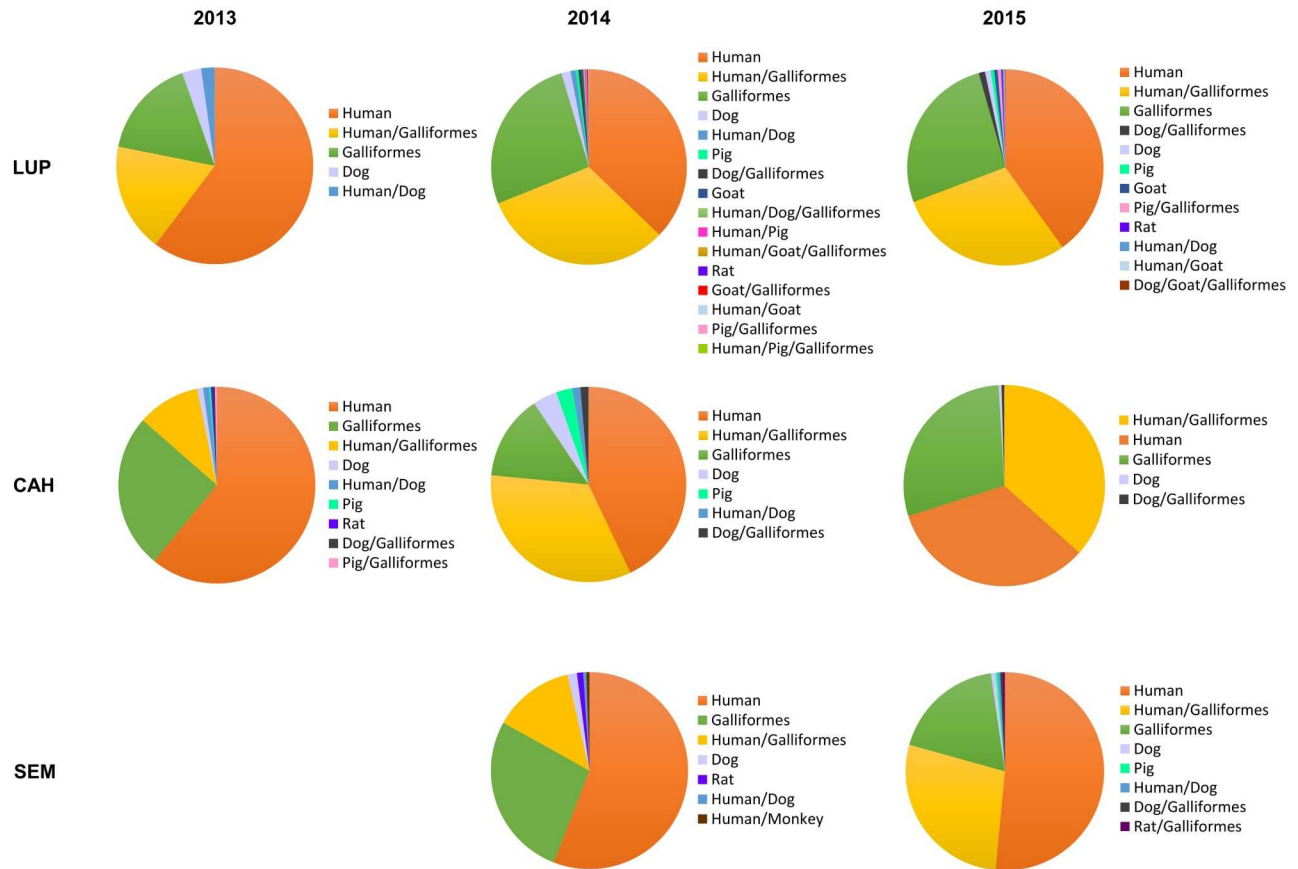 2013
2014
2015
LUP
Human
Human/Galliformes
Galliformes
Dog
Human/Dog
Human
Human/Galliformes
Galliformes
Dog
Human/Dog
Pig
Dog/Galliformes
Goat
Human/Dog/Galliformes
Human/Pig
Human/Goat/Galliformes
Rat
Goat/Galliformes
Human/Goat
Pig/Galliformes
Human/Pig/Galliformes
Human
Human/Galliformes
Galliformes
Dog/Galliformes
Dog
Pig
Goat
Pig/Galliformes
Rat
Human/Dog
Human/Goat
Dog/Goat/Galliformes
CAH
Human
Galliformes
Human/Galliformes
Dog
Human/Dog
Pig
Rat
Dog/Galliformes
Pig/Galliformes
Human
Human/Galliformes
Galliformes
Dog
Pig
Human/Dog
Dog/Galliformes
Human/Galliformes
Human
Galliformes
Dog
Dog/Galliformes
SEM
Human
Galliformes
Human/Galliformes
Dog
Rat
Human/Dog
Human/Monkey
Human
Human/Galliformes
Galliformes
Dog
Pig
Human/Dog
Dog/Galliformes
Rat/Galliformes